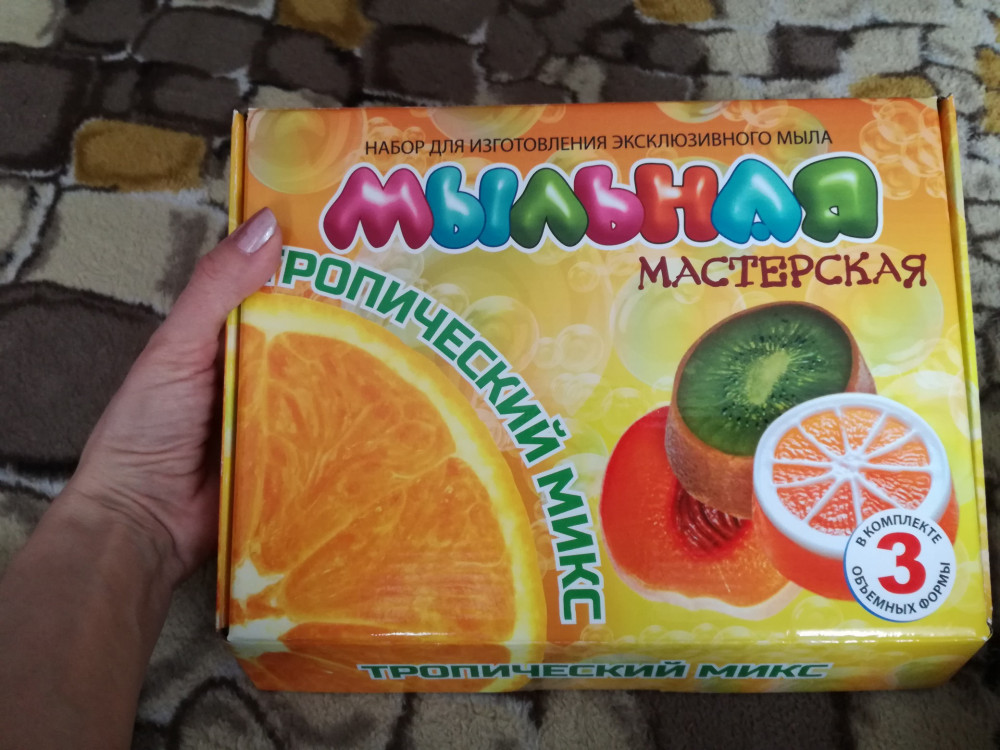 НАБОР ДЛЯ ИЗГОТОВЛЕНИЯ ЭКСКЛЮЗИВНОГО МЫЛА
МЫЛЬНАЯ
МАСТЕРСКАЯ
ТРОПИЧЕСКИЙ МИКС
В КОМПЛЕКТЕ
3
ОБЪЕМНЫХ ФОРМЫ
ТРОПИЧЕСКИЙ МИКС